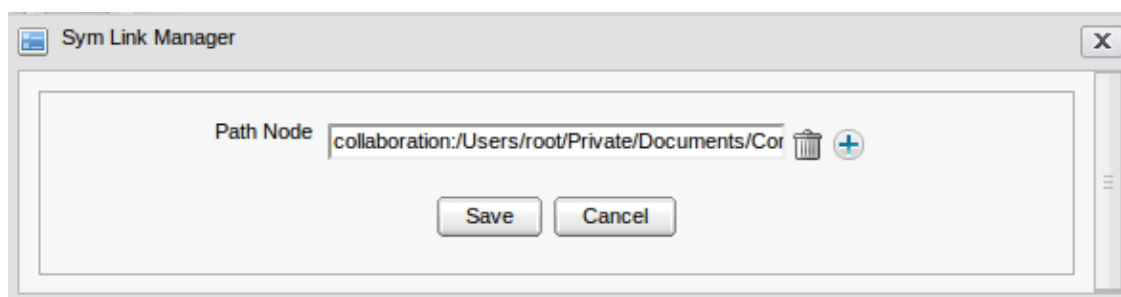 Sym Link Manager
X
Path Node collaboration:/Users/root/Private/Documents/Cor
Save Cancel